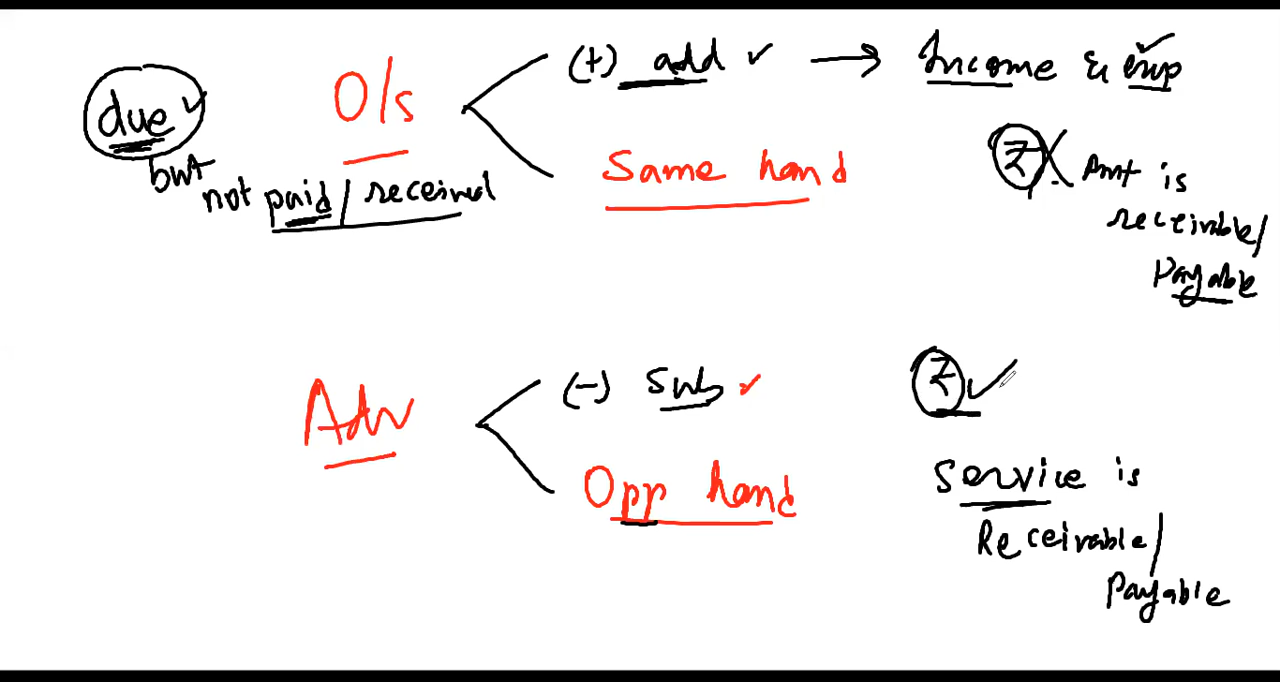 (+) add ✓ → Income & exp
due ✓
O/s
but
not paid / received
Same hand
₹ X Amt is
receivable/
Payable
(-) Sub ✓
₹ ✓
Adv
Opp hand
Service is
Receivable/
Payable